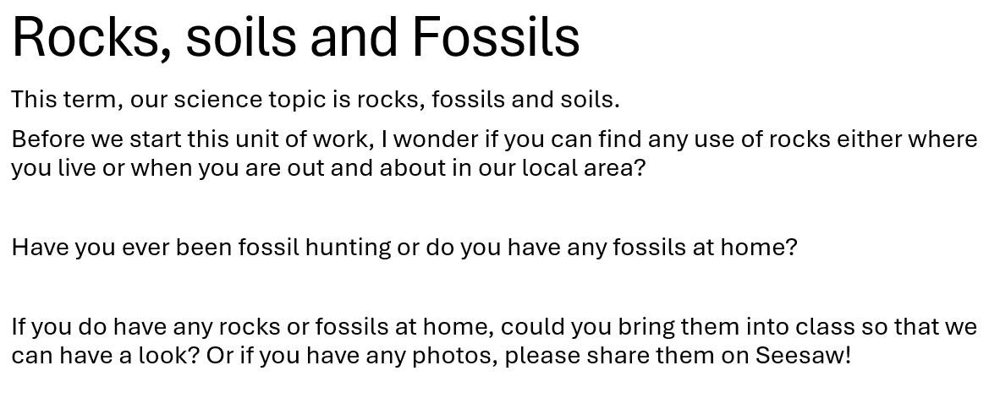 Rocks, soils and Fossils
This term, our science topic is rocks, fossils and soils.
Before we start this unit of work, I wonder if you can find any use of rocks either where
you live or when you are out and about in our local area?
Have you ever been fossil hunting or do you have any fossils at home?
If you do have any rocks or fossils at home, could you bring them into class so that we
can have a look? Or if you have any photos, please share them on Seesaw!